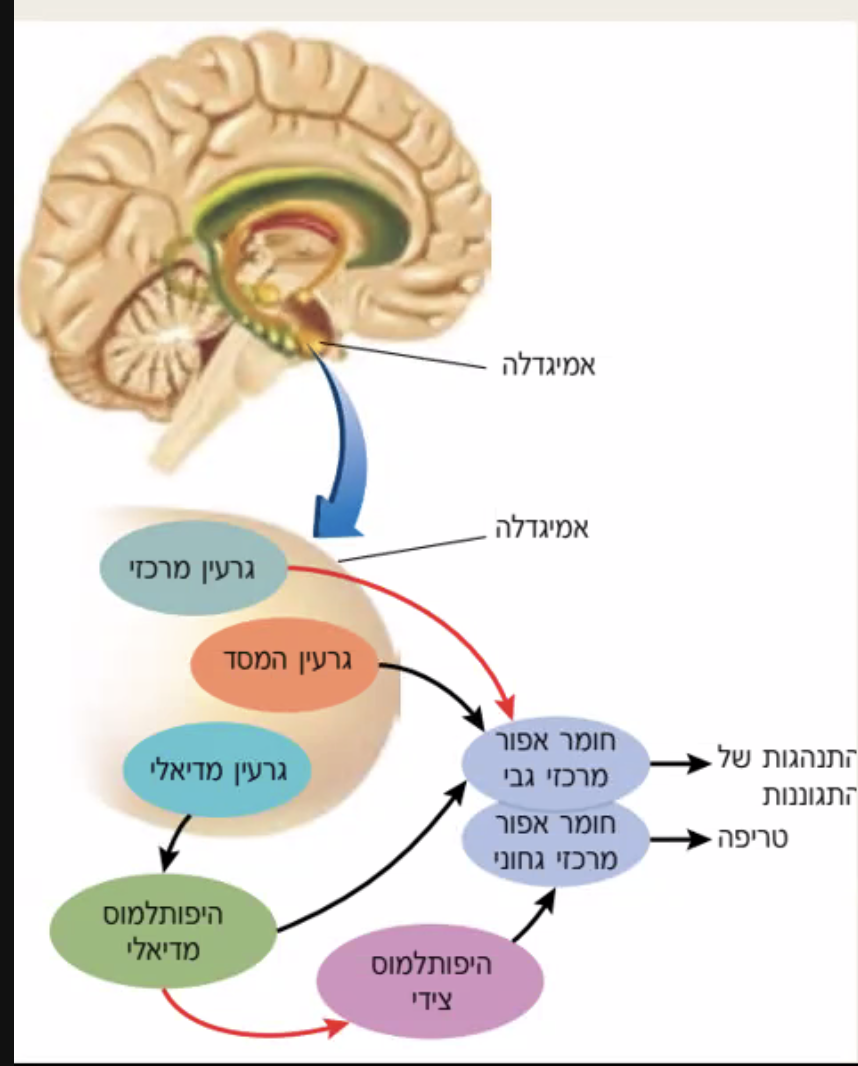 אמיגדלה
אמיגדלה
גרעין מרכזי
גרעין המסד
גרעין מדיאלי
חומר אפור
מרכזי גבי
התנהגות של
התגוננות
חומר אפור
מרכזי גחוני
טריפה
היפותלמוס
מדיאלי
היפותלמוס
צידי